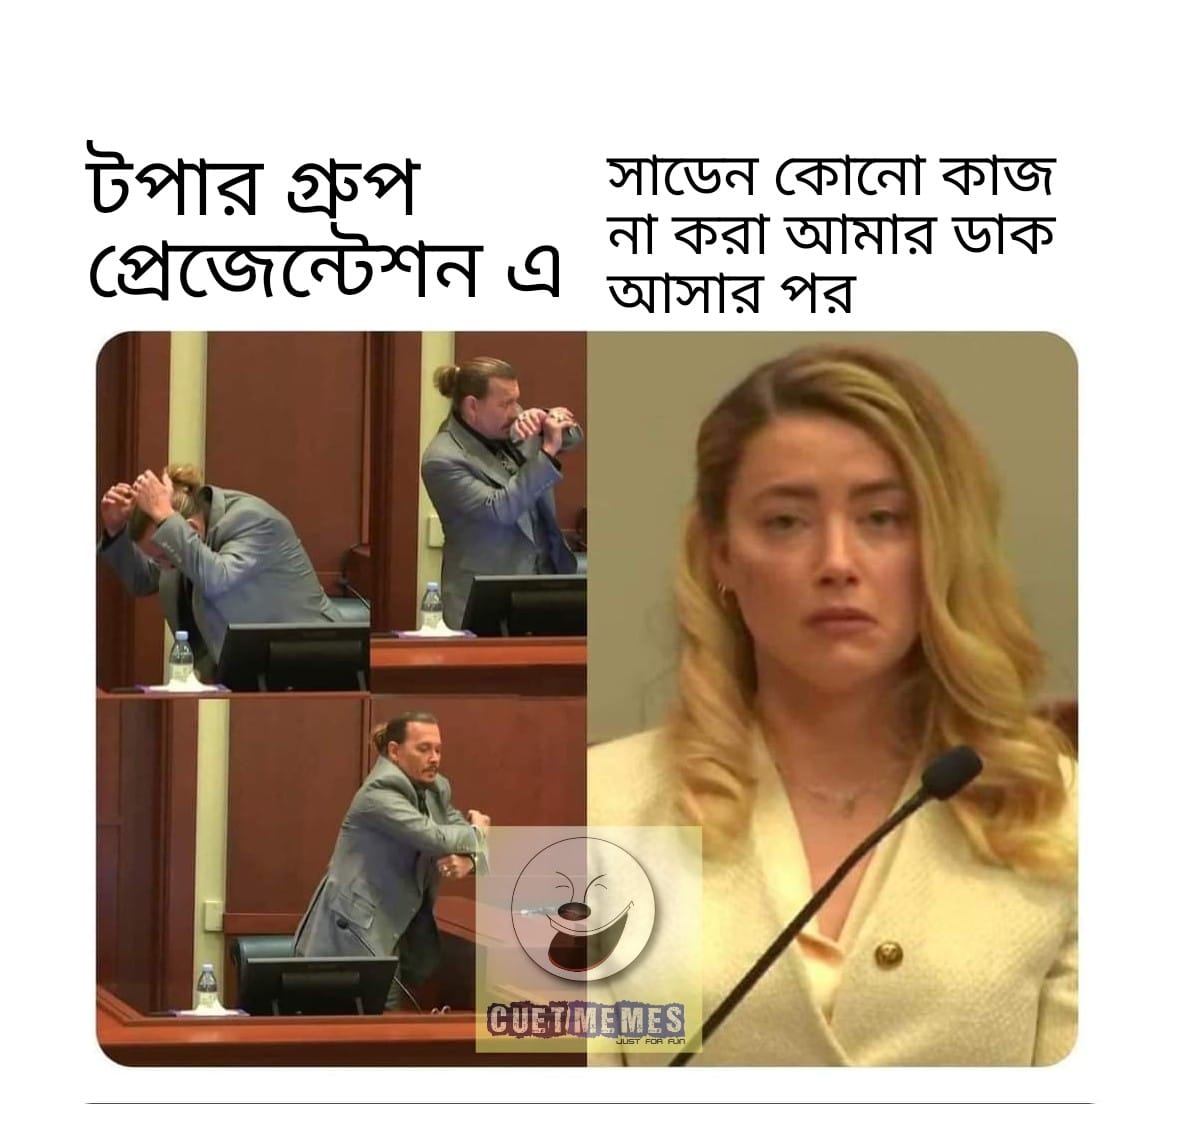 টপার গ্রুপ
প্রেজেন্টেশন এ
সাডেন কোনো কাজ
না করা আমার ডাক
আসার পর
CUETMEMES
JUST FOR FUN